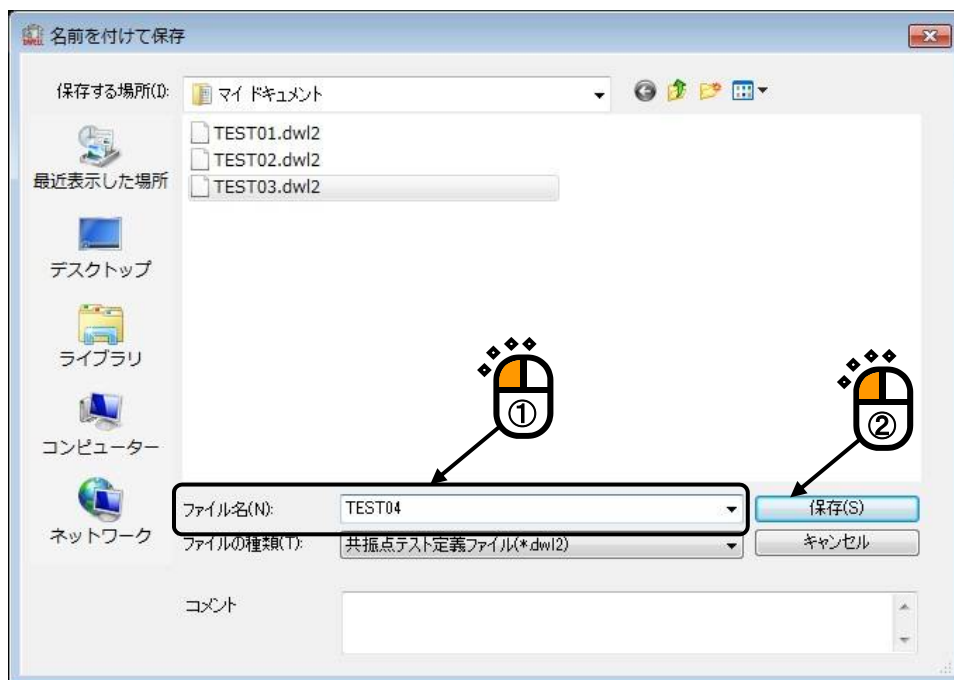 名前を付けて保存
保存する場所(I):
マイ ドキュメント
TEST01.dwl2
TEST02.dwl2
TEST03.dwl2
最近表示した場所
デスクトップ
ライブラリ
コンピューター
ネットワーク
①
②
ファイル名(N):
TEST04
保存(S)
ファイルの種類(T):
共振点テスト定義ファイル(*.dwl2)
キャンセル
コメント